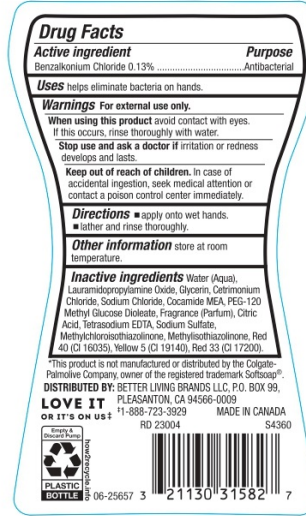 Drug Facts
Active ingredient Purpose
Benzalkonium Chloride 0.13% ................................ Antibacterial
Uses helps eliminate bacteria on hands.
Warnings For external use only.
When using this product avoid contact with eyes.
If this occurs, rinse thoroughly with water.
Stop use and ask a doctor if irritation or redness
develops and lasts.
Keep out of reach of children. In case of
accidental ingestion, seek medical attention or
contact a poison control center immediately.
Directions ■ apply onto wet hands.
■ lather and rinse thoroughly.
Other information store at room
temperature.
Inactive ingredients Water (Aqua),
Lauramidopropylamine Oxide, Glycerin, Cetrimonium
Chloride, Sodium Chloride, Cocamide MEA, PEG-120
Methyl Glucose Dioleate, Fragrance (Parfum), Citric
Acid, Tetrasodium EDTA, Sodium Sulfate,
Methylchloroisothiazolinone, Methylisothiazolinone, Red
40 (CI 16035), Yellow 5 (CI 19140), Red 33 (CI 17200).
*This product is not manufactured or distributed by the Colgate-
Palmolive Company, owner of the registered trademark Softsoap®.
DISTRIBUTED BY: BETTER LIVING BRANDS LLC, P.O. BOX 99,
PLEASANTON, CA 94566-0009
LOVE IT
OR IT'S ON US‡
‡1-888-723-3929 MADE IN CANADA
RD 23004 S4360
Empty &
Discard Pump
PLASTIC
BOTTLE
how2recycle.info
06-25657
3 21130 31582 7